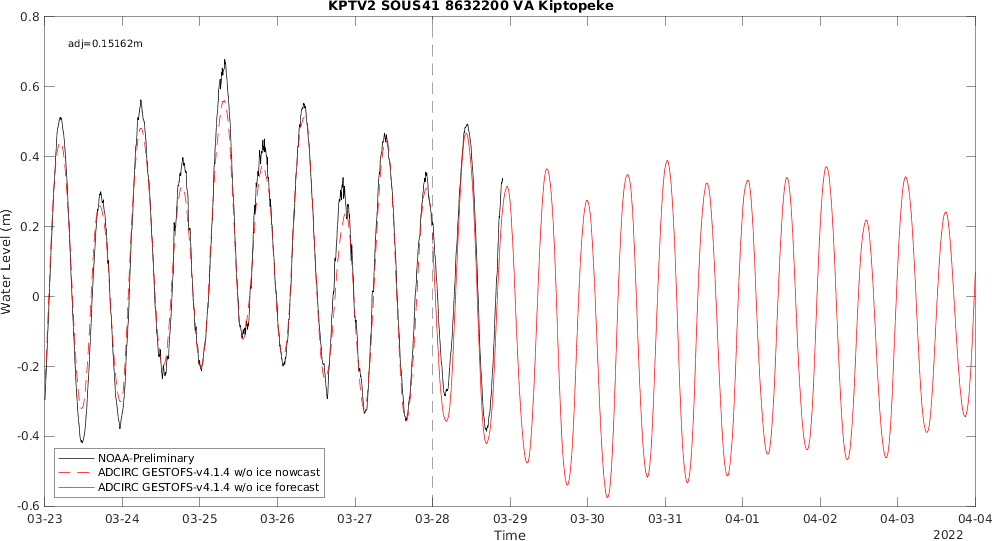 KPTV2 SOUS41 8632200 VA Kiptopeke
adj=0.15162m
0.8
0.6
0.4
0.2
0
-0.2
-0.4
-0.6
Water Level (m)
NOAA-Preliminary
ADCIRC GESTOFS-v4.1.4 w/o ice nowcast
ADCIRC GESTOFS-v4.1.4 w/o ice forecast
03-23 03-24 03-25 03-26 03-27 03-28 03-29 03-30 03-31 04-01 04-02 04-03 04-04
Time
2022